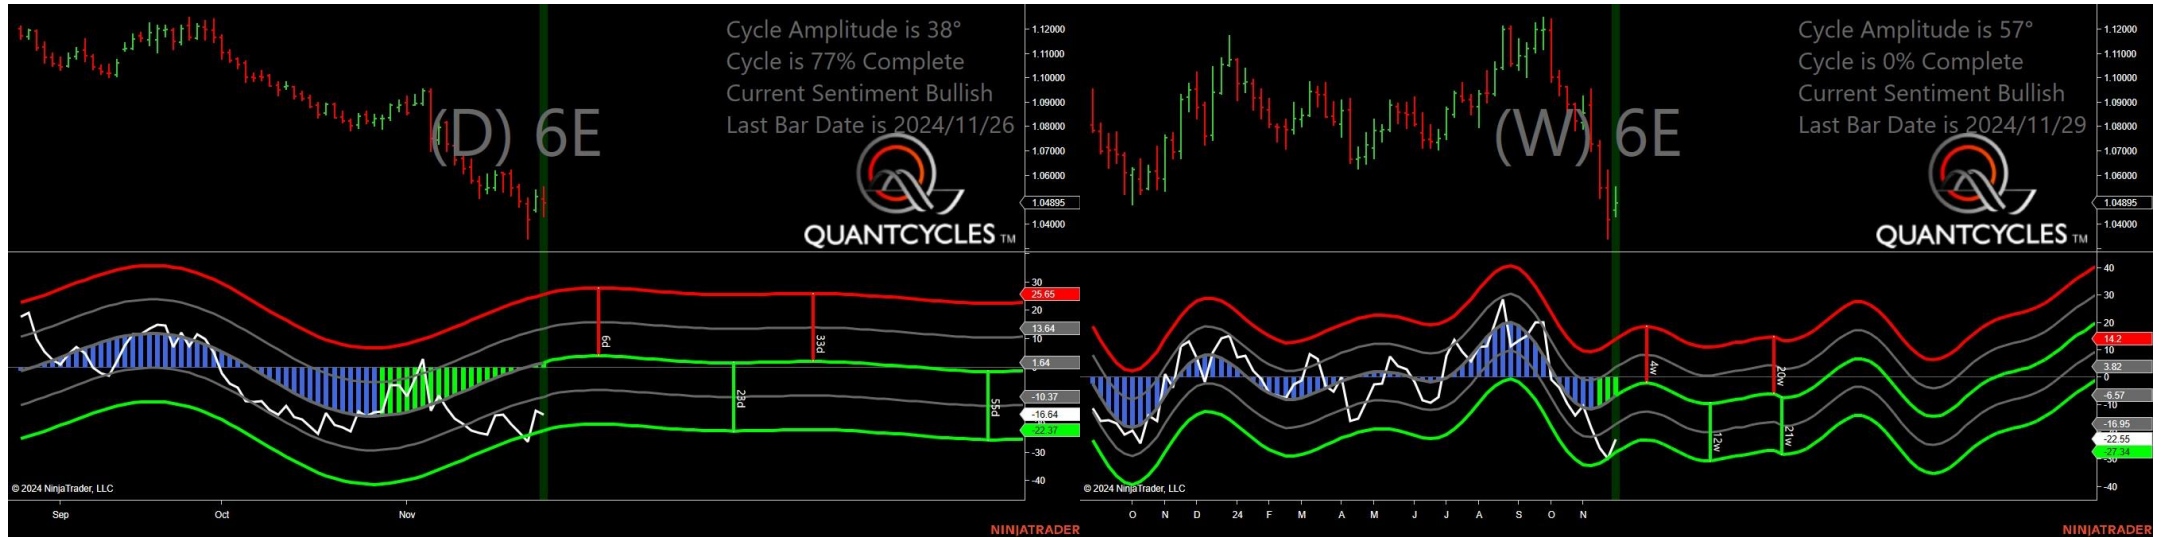 Cycle Amplitude is 38°
Cycle is 77% Complete
Current Sentiment Bullish
Last Bar Date is 2024/11/26
(D) 6E
QUANTCYCLES TM
1.12000
1.11000
1.10000
1.09000
1.08000
1.07000
1.06000
1.04895
1.04000
30
25.65
20
13.64
10
1.64
-10.37
-16.64
-22.37
-30
-40
6d
23d
33d
55d
© 2024 NinjaTrader, LLC
Sep Oct Nov
NINJATRADER
Cycle Amplitude is 57°
Cycle is 0% Complete
Current Sentiment Bullish
Last Bar Date is 2024/11/29
(W) 6E
QUANTCYCLES TM
1.12000
1.11000
1.10000
1.09000
1.08000
1.07000
1.06000
1.04895
1.04000
40
30
20
14.2
10
3.82
0
-6.57
-10
-16.95
-22.55
-27.34
-30
-40
4w
12w
20w
21w
© 2024 NinjaTrader, LLC
O N D 24 F M A M J J A S O N
NINJATRADER